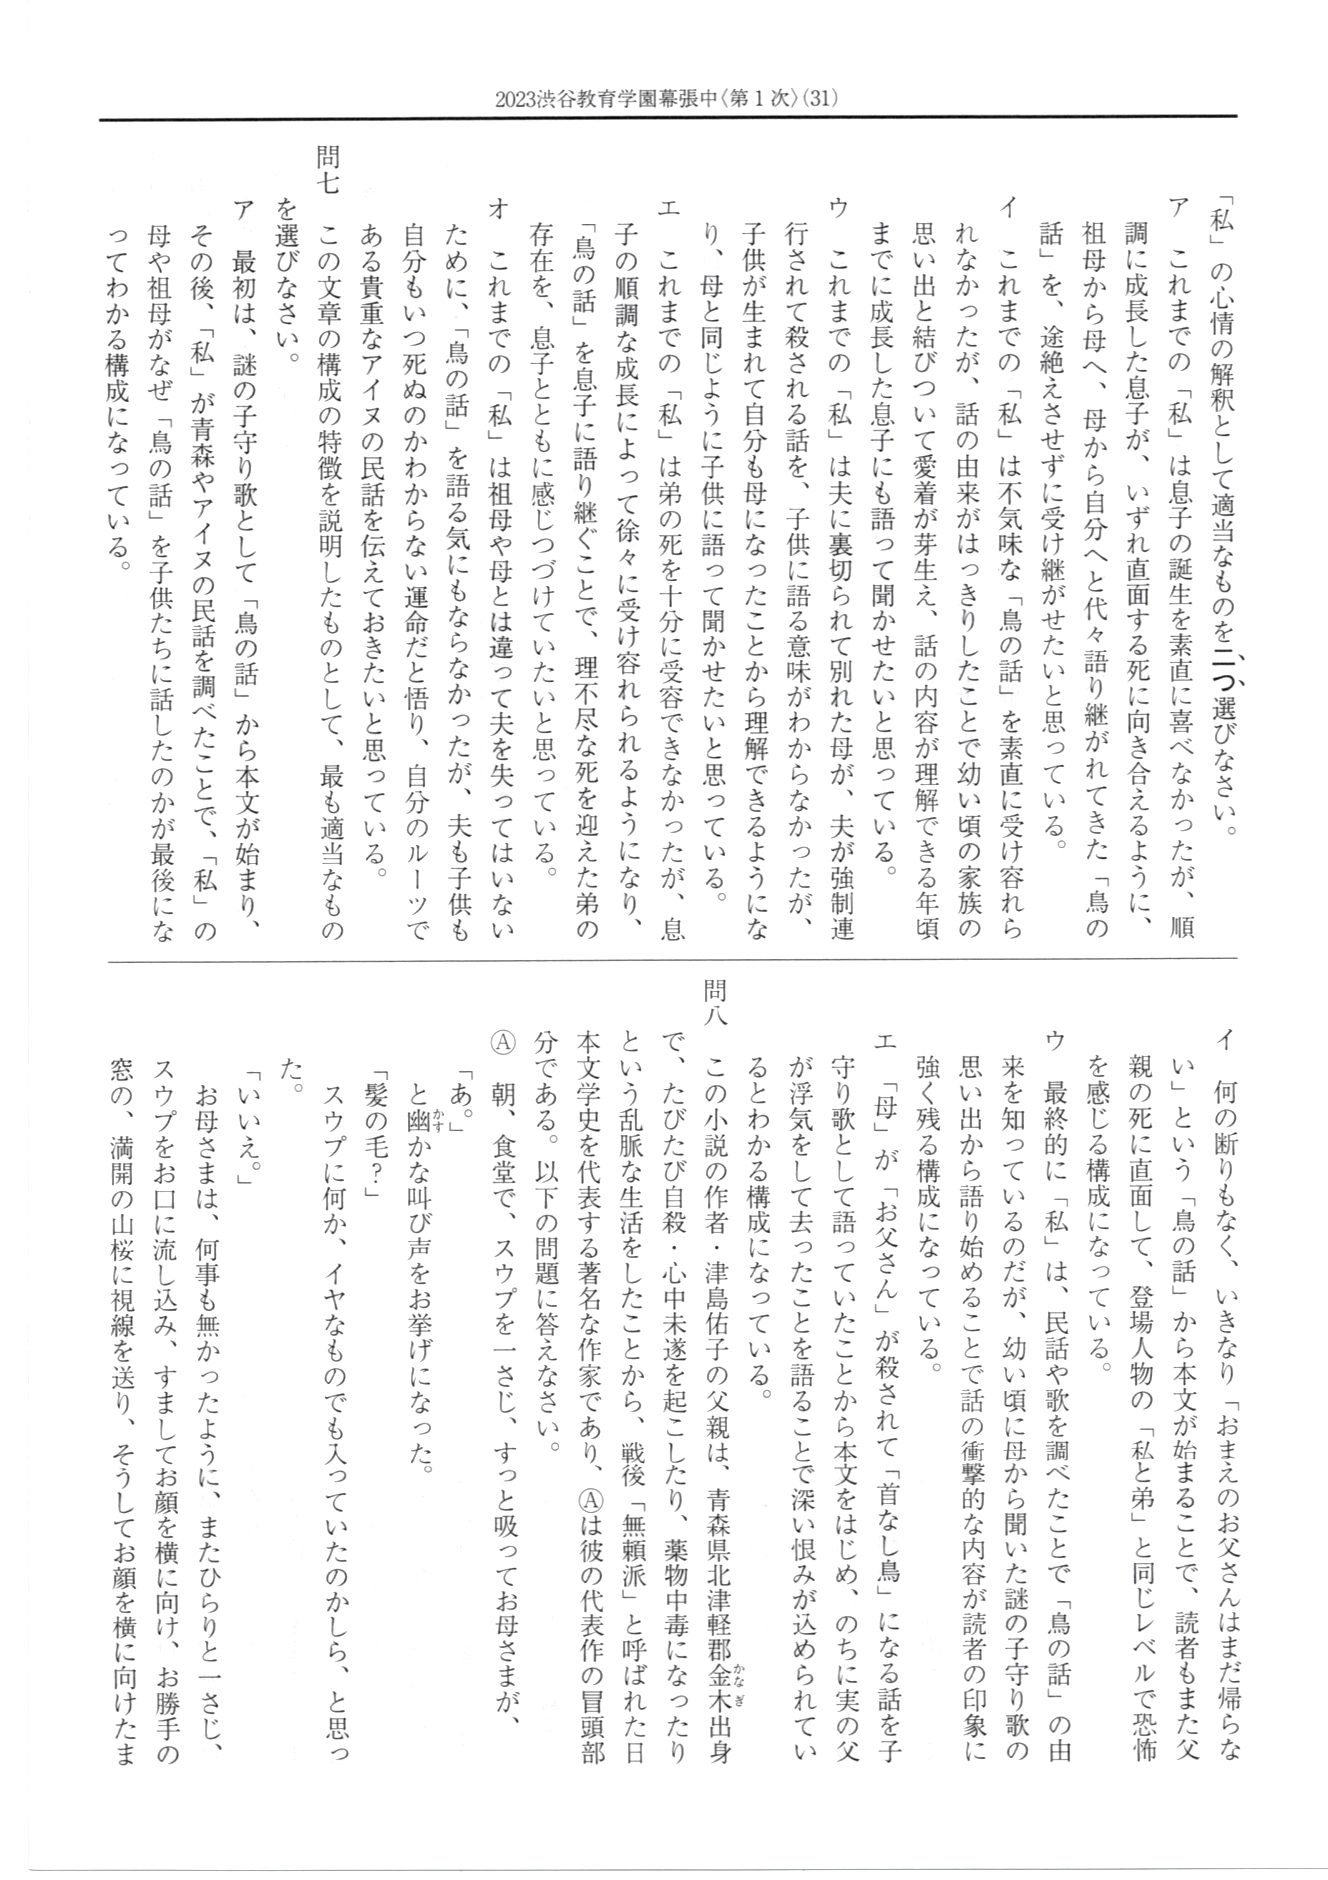 2023渋谷教育学園幕張中〈第1次〉(31)
「私」の心情の解釈として適当なものを二つ選びなさい。
ア　これまでの「私」は息子の誕生を素直に喜べなかったが、順
調に成長した息子が、いずれ直面する死に向き合えるように、
祖母から母へ、母から自分へと代々語り継がれてきた「鳥の
話」を、途絶えさせずに受け継がせたいと思っている。
イ　これまでの「私」は不気味な「鳥の話」を素直に受け容れら
れなかったが、話の由来がはっきりしたことで幼い頃の家族の
思い出と結びついて愛着が芽生え、話の内容が理解できる年頃
までに成長した息子にも語って聞かせたいと思っている。
ウ　これまでの「私」は夫に裏切られて別れた母が、夫が強制連
行されて殺される話を、子供に語る意味がわからなかったが、
子供が生まれて自分も母になったことから理解できるようにな
り、母と同じように子供に語って聞かせたいと思っている。
エ　これまでの「私」は弟の死を十分に受容できなかったが、息
子の順調な成長によって徐々に受け容れられるようになり、
「鳥の話」を息子に語り継ぐことで、理不尽な死を迎えた弟の
存在を、息子とともに感じつづけていたいと思っている。
オ　これまでの「私」は祖母や母とは違って夫を失ってはいない
ために、「鳥の話」を語る気にもならなかったが、夫も子供も
自分もいつ死ぬのかわからない運命だと悟り、自分のルーツで
ある貴重なアイヌの民話を伝えておきたいと思っている。
問七　この文章の構成の特徴を説明したものとして、最も適当なもの
を選びなさい。
ア　最初は、謎の子守り歌として「鳥の話」から本文が始まり、
その後、「私」が青森やアイヌの民話を調べたことで、「私」の
母や祖母がなぜ「鳥の話」を子供たちに話したのかが最後にな
ってわかる構成になっている。
イ　何の断りもなく、いきなり「おまえのお父さんはまだ帰らな
い」という「鳥の話」から本文が始まることで、読者もまた父
親の死に直面して、登場人物の「私と弟」と同じレベルで恐怖
を感じる構成になっている。
ウ　最終的に「私」は、民話や歌を調べたことで「鳥の話」の由
来を知っているのだが、幼い頃に母から聞いた謎の子守り歌の
思い出から語り始めることで話の衝撃的な内容が読者の印象に
強く残る構成になっている。
エ　「母」が「お父さん」が殺されて「首なし鳥」になる話を子
守り歌として語っていたことから本文をはじめ、のちに実の父
が浮気をして去ったことを語ることで深い恨みが込められてい
るとわかる構成になっている。
問八　この小説の作者・津島佑子の父親は、青森県北津軽郡金木出身
で、たびたび自殺・心中未遂を起こしたり、薬物中毒になったり
という乱脈な生活をしたことから、戦後「無頼派」と呼ばれた日
本文学史を代表する著名な作家であり、Ⓐは彼の代表作の冒頭部
分である。以下の問題に答えなさい。
Ⓐ　朝、食堂で、スウプを一さじ、すっと吸ってお母さまが、
「あ。」
と幽かな叫び声をお挙げになった。
「髪の毛?」
スウプに何か、イヤなものでも入っていたのかしら、と思っ
た。
「いいえ。」
お母さまは、何事も無かったように、またひらりと一さじ、
スウプをお口に流し込み、すましてお顔を横に向け、お勝手の
窓の、満開の山桜に視線を送り、そうしてお顔を横に向けたま